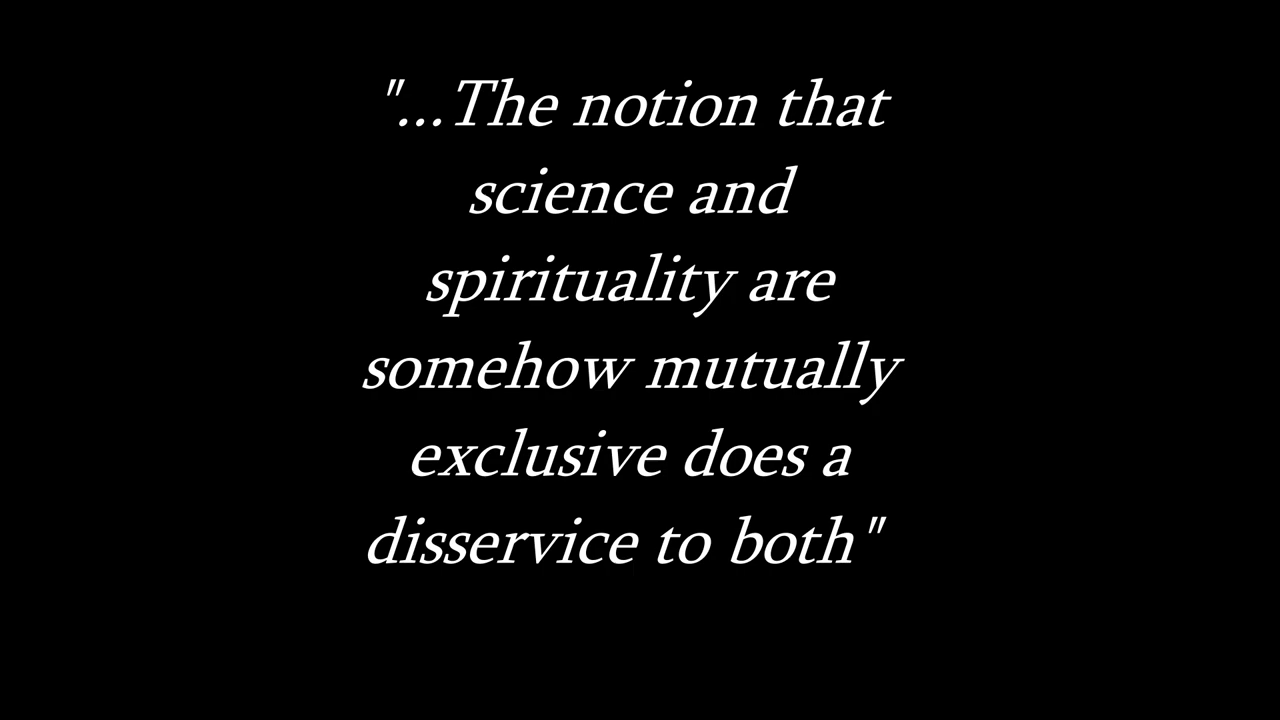 "...The notion that
science and
spirituality are
somehow mutually
exclusive does a
disservice to both"